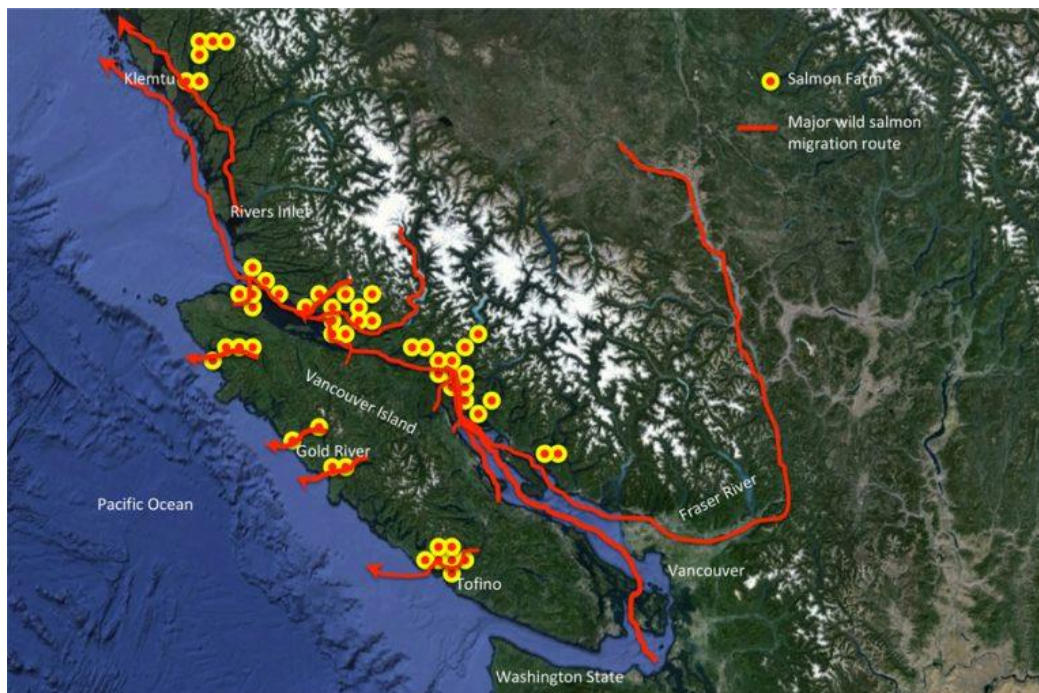 Klemtu
Salmon Farm
Major wild salmon
migration route
Rivers Inlet
Vancouver Island
Gold River
Pacific Ocean
Fraser River
Vancouver
Tofino
Washington State